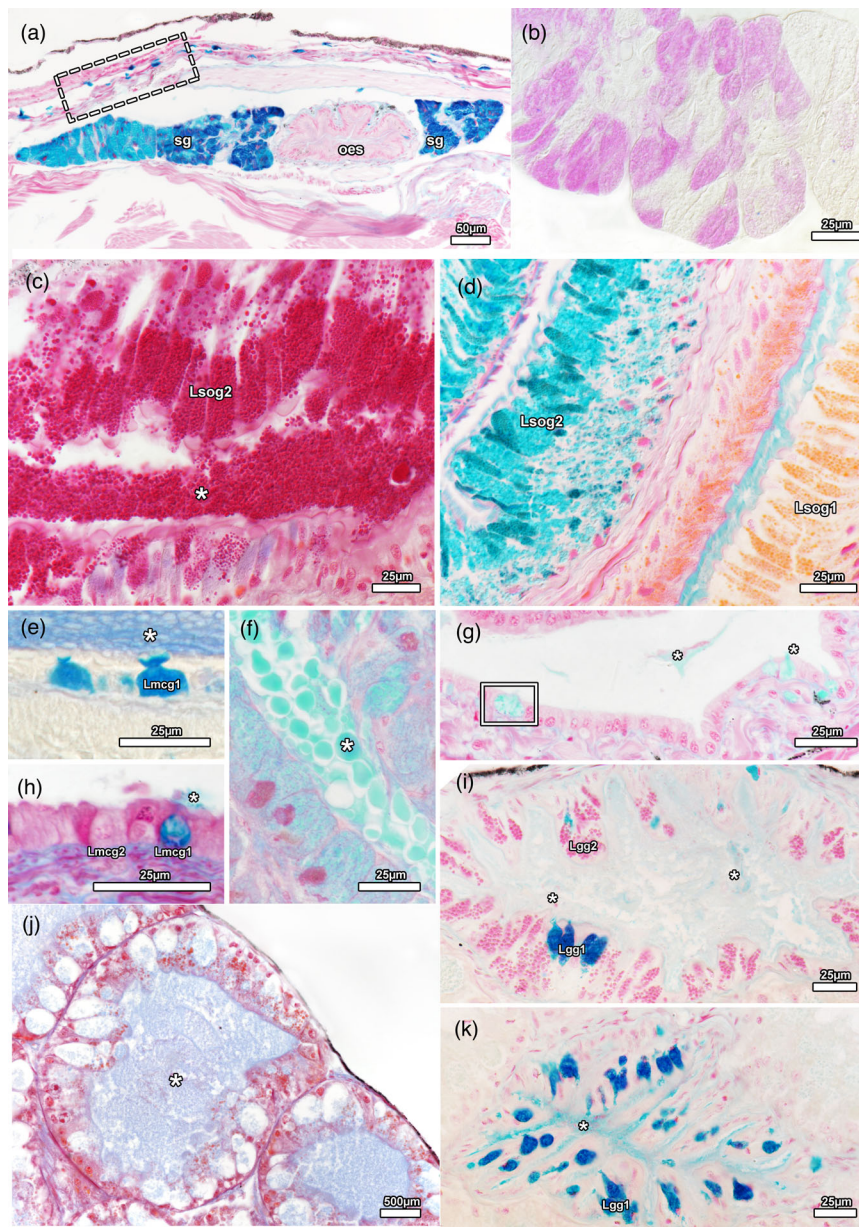 (a)
sg
oes
sg
50µm
(b)
25µm
(c)
Lsog2
*
25µm
(d)
Lsog2
Lsog1
25µm
(e)
*
Lmcg1
25µm
(f)
*
25µm
(g)
*
*
25µm
(h)
*
Lmcg2
Lmcg1
25µm
(i)
Lgg2
*
*
Lgg1
25µm
(j)
*
500µm
(k)
*
Lgg1
25µm